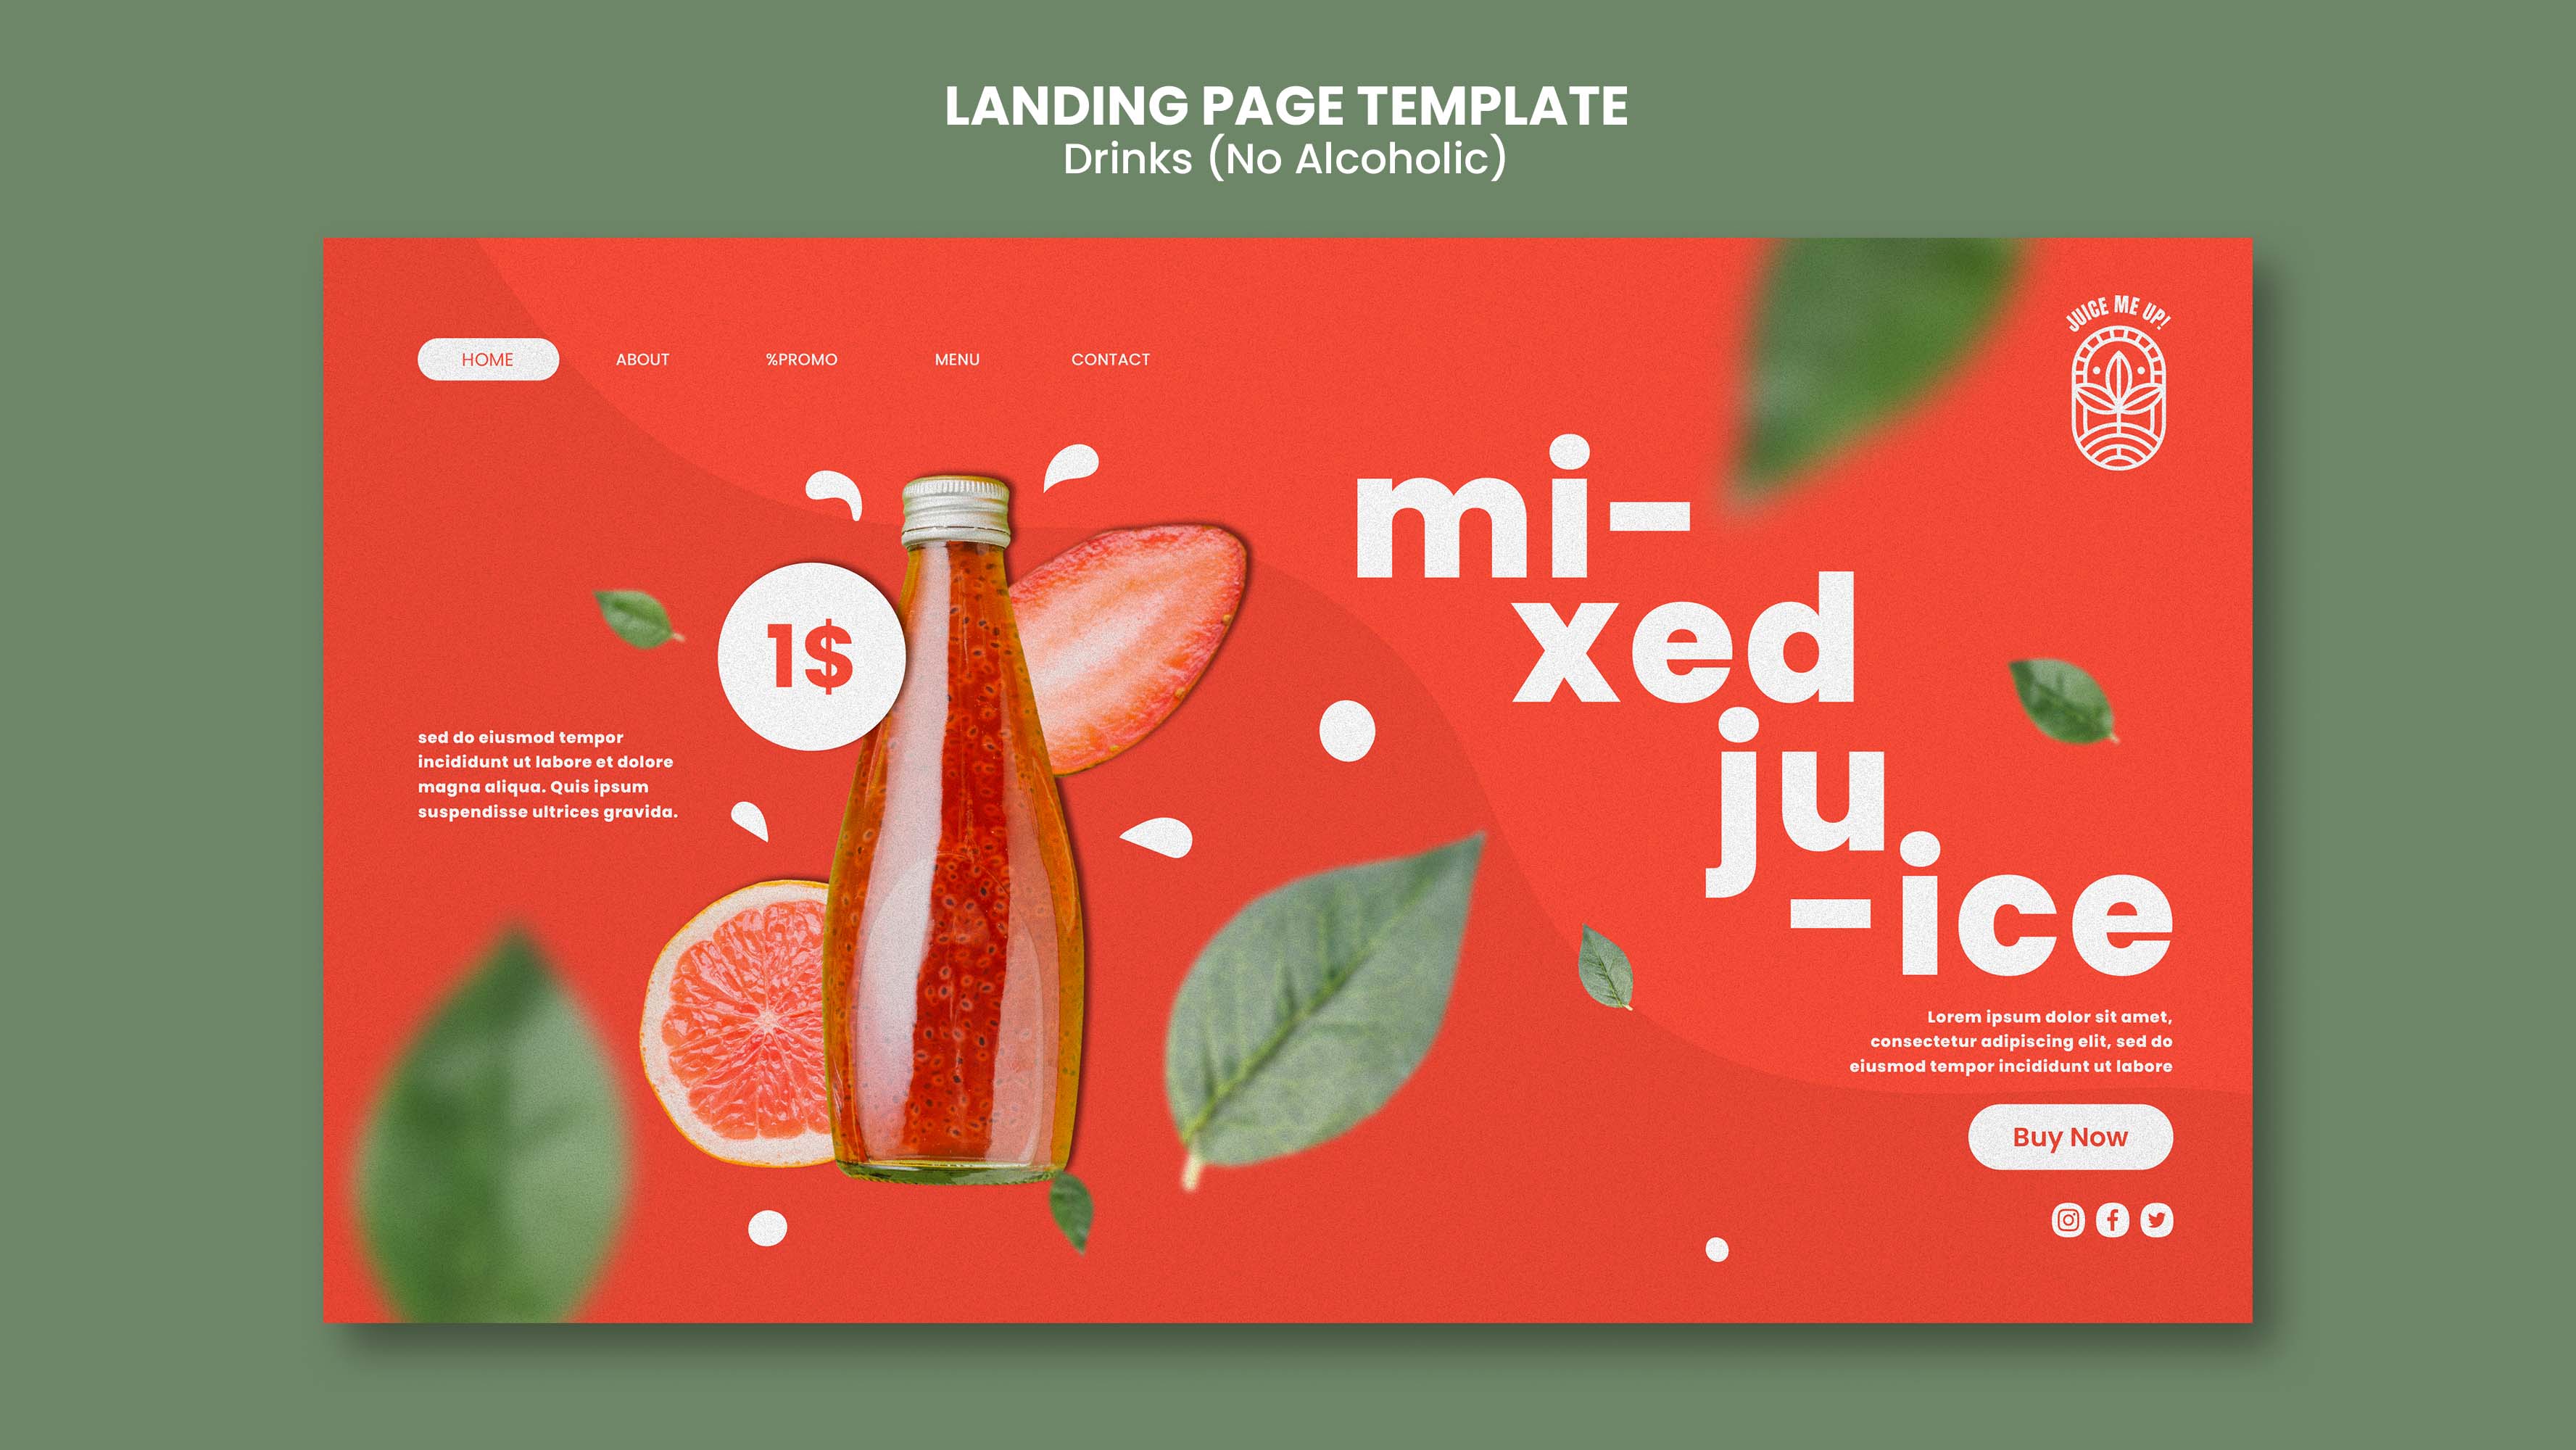 LANDING PAGE TEMPLATE
Drinks (No Alcoholic)
JUICE ME UP!
HOME
ABOUT
%PROMO
MENU
CONTACT
1$
sed do eiusmod tempor
incididunt ut labore et dolore
magna aliqua. Quis ipsum
suspendisse ultrices gravida.
mi-
xed
ju
-ice
Lorem ipsum dolor sit amet,
consectetur adipiscing elit, sed do
eiusmod tempor incididunt ut labore
Buy Now